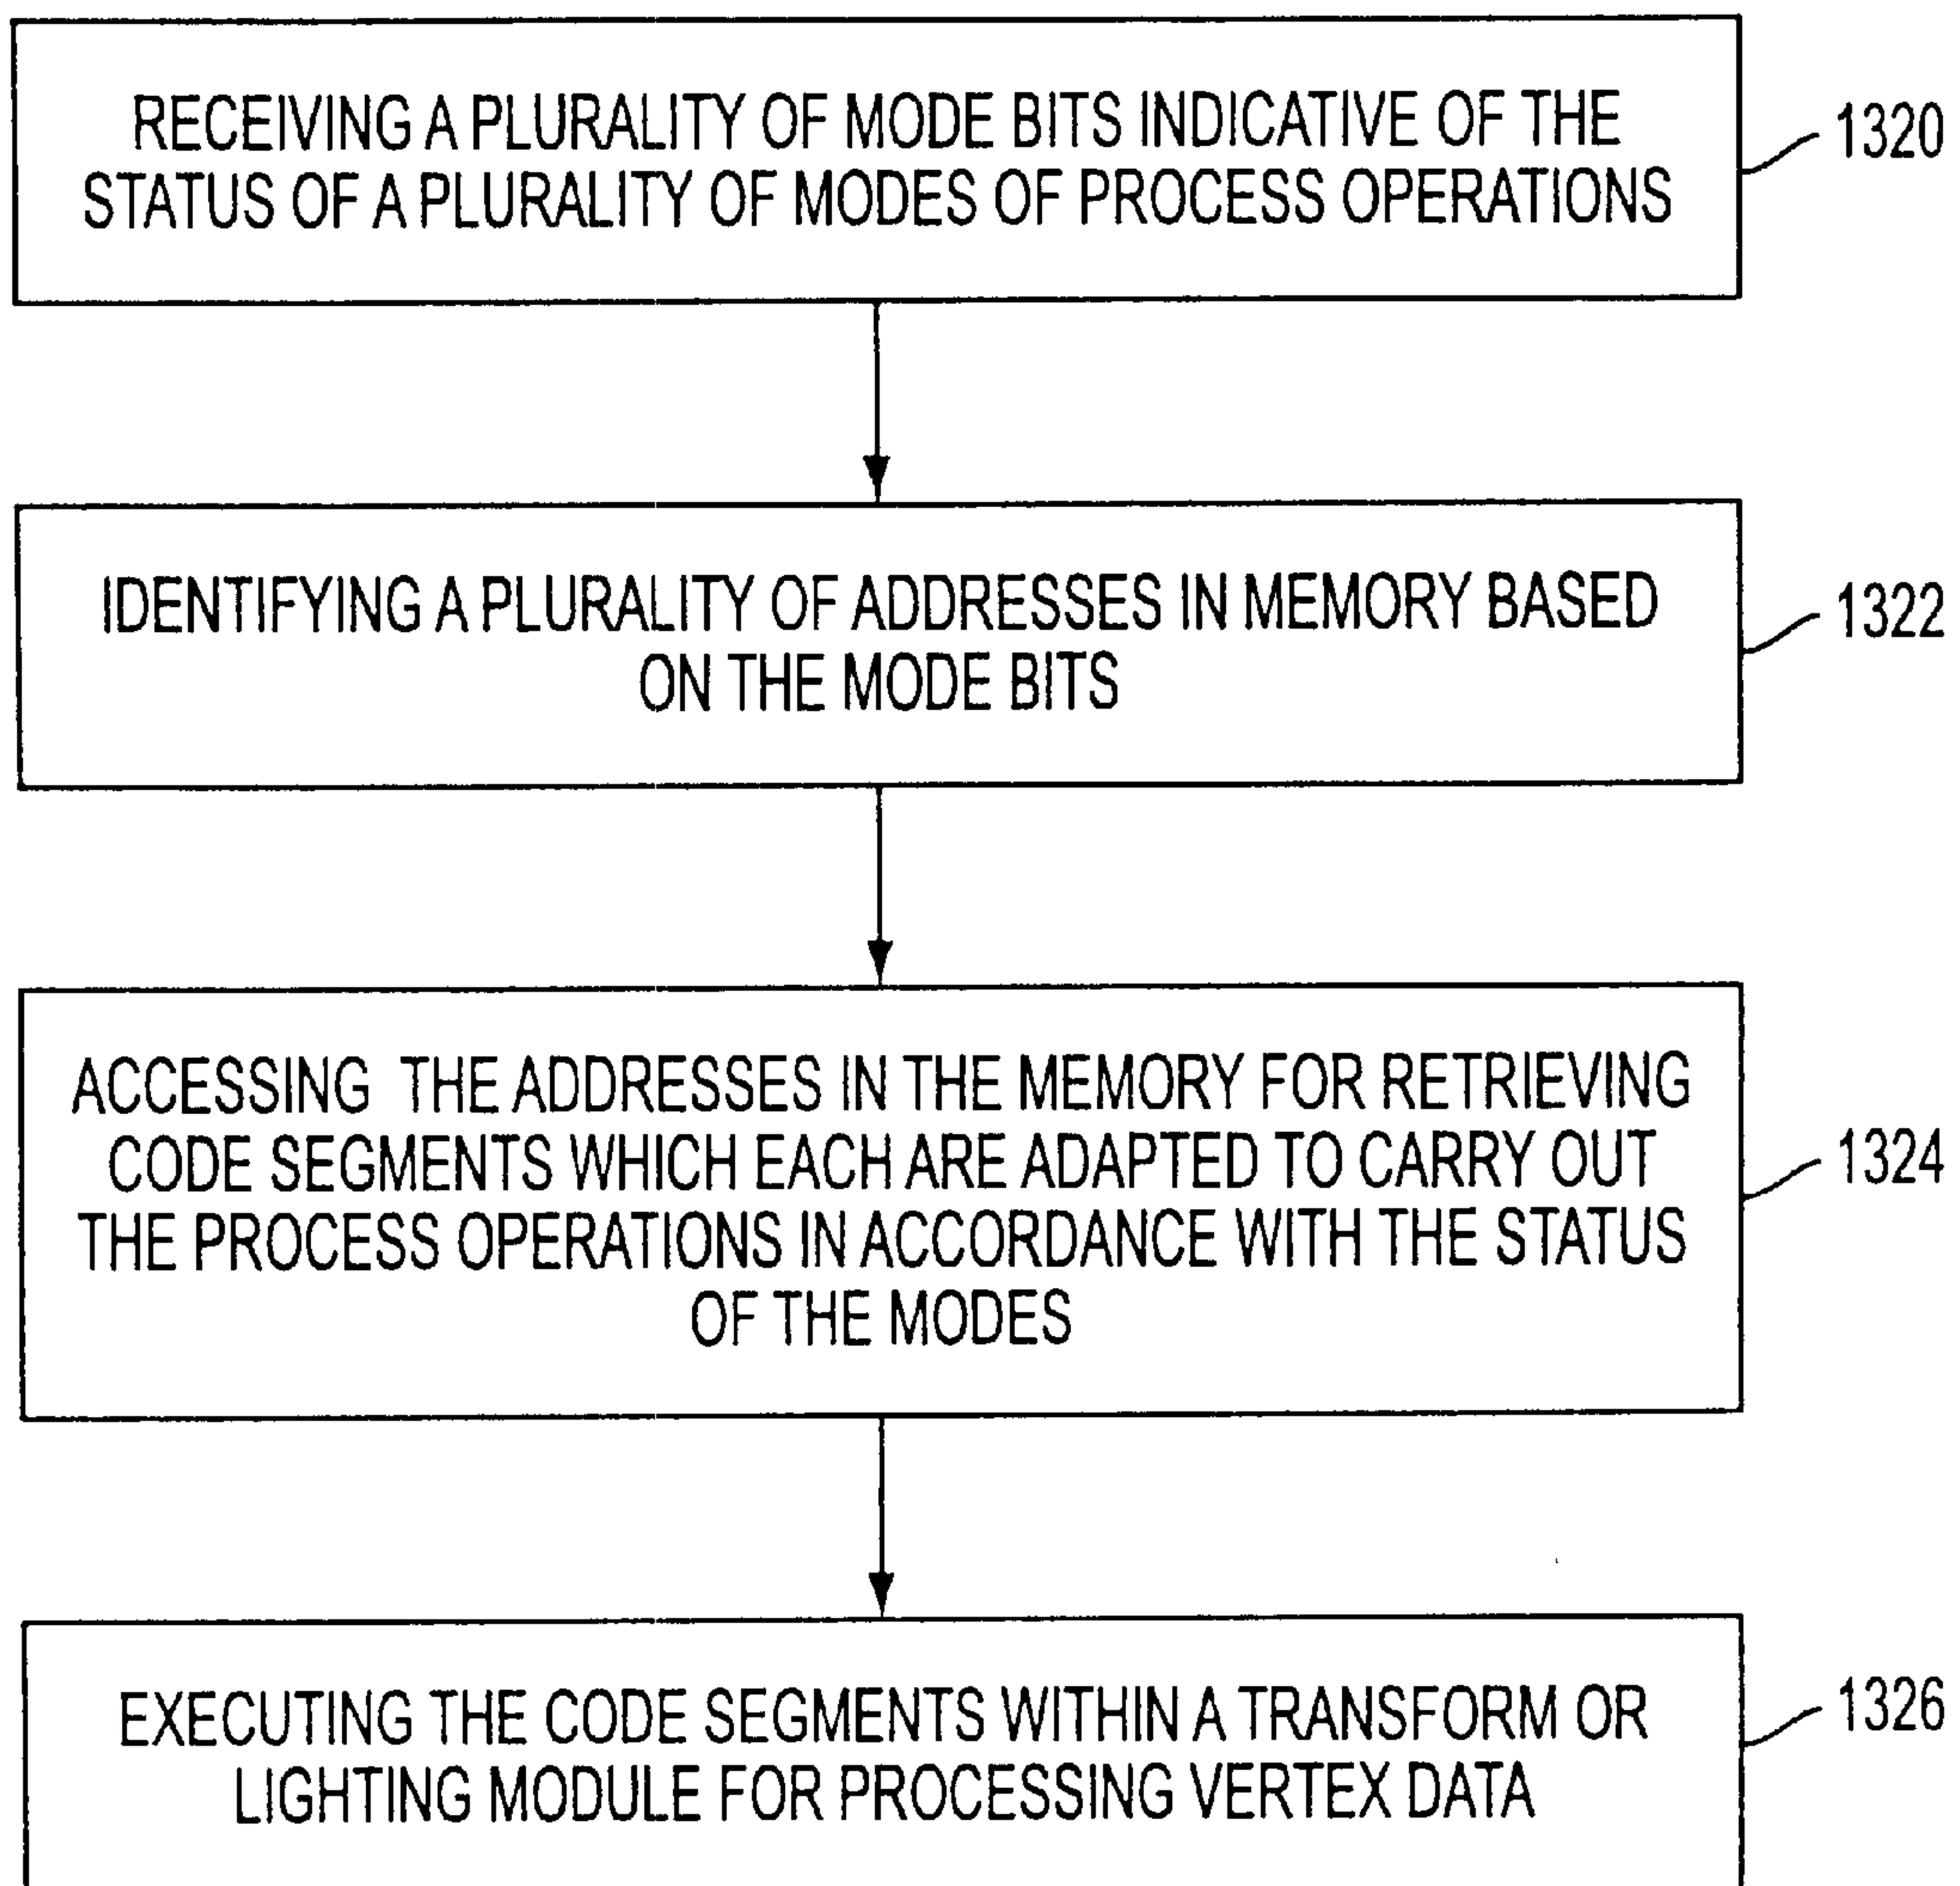 RECEIVING A PLURALITY OF MODE BITS INDICATIVE OF THE
STATUS OF A PLURALITY OF MODES OF PROCESS OPERATIONS
1320
IDENTIFYING A PLURALITY OF ADDRESSES IN MEMORY BASED
ON THE MODE BITS
1322
ACCESSING THE ADDRESSES IN THE MEMORY FOR RETRIEVING
CODE SEGMENTS WHICH EACH ARE ADAPTED TO CARRY OUT
THE PROCESS OPERATIONS IN ACCORDANCE WITH THE STATUS
OF THE MODES
1324
EXECUTING THE CODE SEGMENTS WITHIN A TRANSFORM OR
LIGHTING MODULE FOR PROCESSING VERTEX DATA
1326